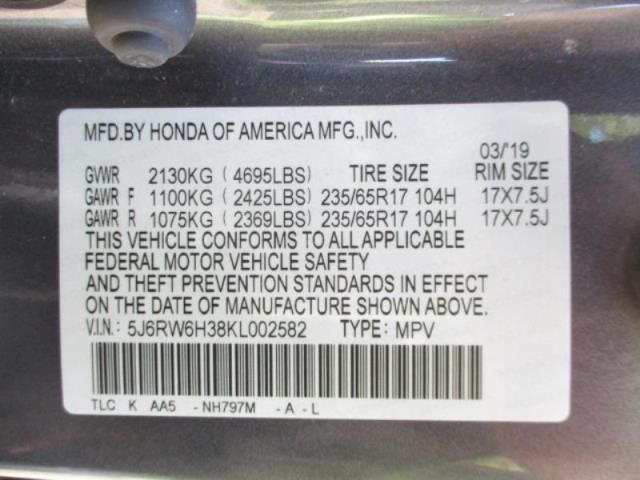 MFD.BY HONDA OF AMERICA MFG.,INC.
03/'19
GVWR 2130KG ( 4695LBS) TIRE SIZE RIM SIZE
GAWR F 1100KG ( 2425LBS) 235/65R17 104H 17X7.5J
GAWR R 1075KG ( 2369LBS) 235/65R17 104H 17X7.5J
THIS VEHICLE CONFORMS TO ALL APPLICABLE
FEDERAL MOTOR VEHICLE SAFETY
AND THEFT PREVENTION STANDARDS IN EFFECT
ON THE DATE OF MANUFACTURE SHOWN ABOVE.
V.I.N.: 5J6RW6H38KL002582 TYPE: MPV
TLC K AA5 - NH797M - A - L